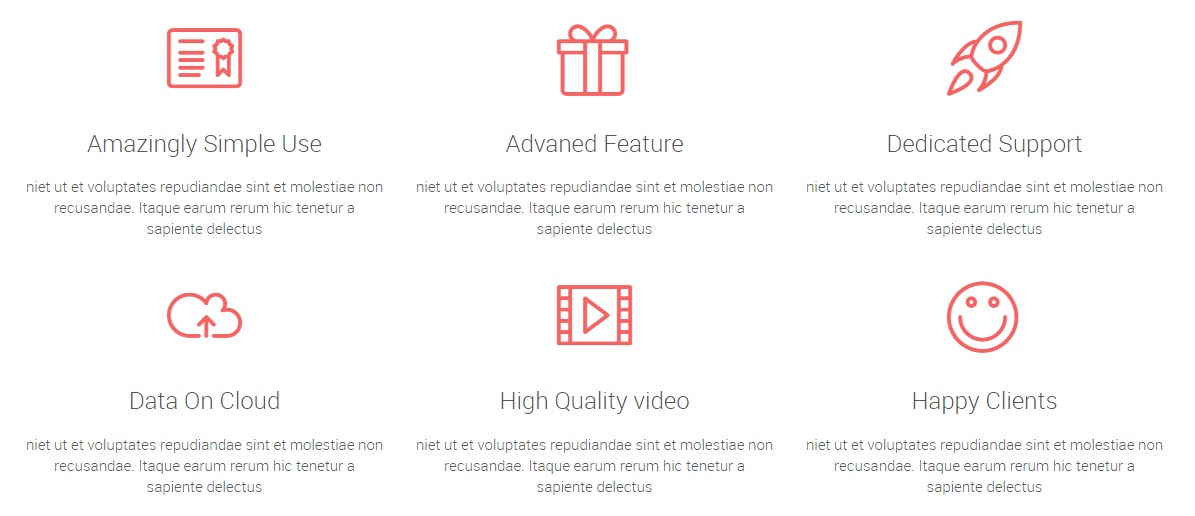 Amazingly Simple Use
niet ut et voluptates repudiandae sint et molestiae non
recusandae. Itaque earum rerum hic tenetur a
sapiente delectus
Advaned Feature
niet ut et voluptates repudiandae sint et molestiae non
recusandae. Itaque earum rerum hic tenetur a
sapiente delectus
Dedicated Support
niet ut et voluptates repudiandae sint et molestiae non
recusandae. Itaque earum rerum hic tenetur a
sapiente delectus
Data On Cloud
niet ut et voluptates repudiandae sint et molestiae non
recusandae. Itaque earum rerum hic tenetur a
sapiente delectus
High Quality video
niet ut et voluptates repudiandae sint et molestiae non
recusandae. Itaque earum rerum hic tenetur a
sapiente delectus
Happy Clients
niet ut et voluptates repudiandae sint et molestiae non
recusandae. Itaque earum rerum hic tenetur a
sapiente delectus